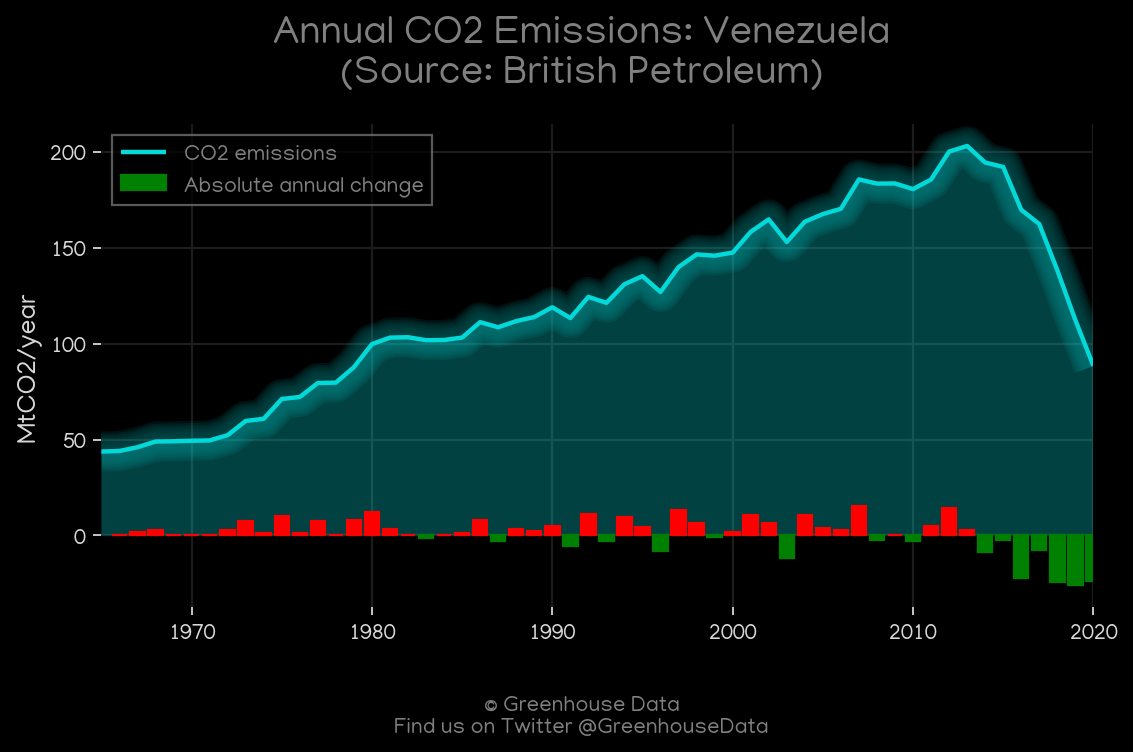 Annual CO2 Emissions: Venezuela
(Source: British Petroleum)
CO2 emissions
Absolute annual change
MtCO2/year
200
150
100
50
0
1970 1980 1990 2000 2010 2020
© Greenhouse Data
Find us on Twitter @GreenhouseData